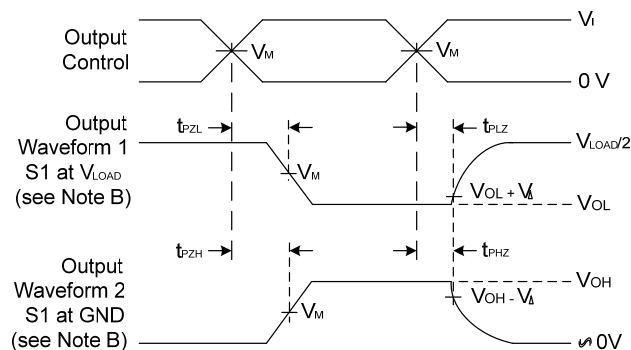 Output
Control
VM
VM
VI
0 V
Output
Waveform 1
S1 at VLOAD
(see Note B)
tPZL
VM
tPLZ
VLOAD/2
VOL + VΔ
VOL
Output
Waveform 2
S1 at GND
(see Note B)
tPZH
VM
tPHZ
VOH
VOH - VΔ
∽0V